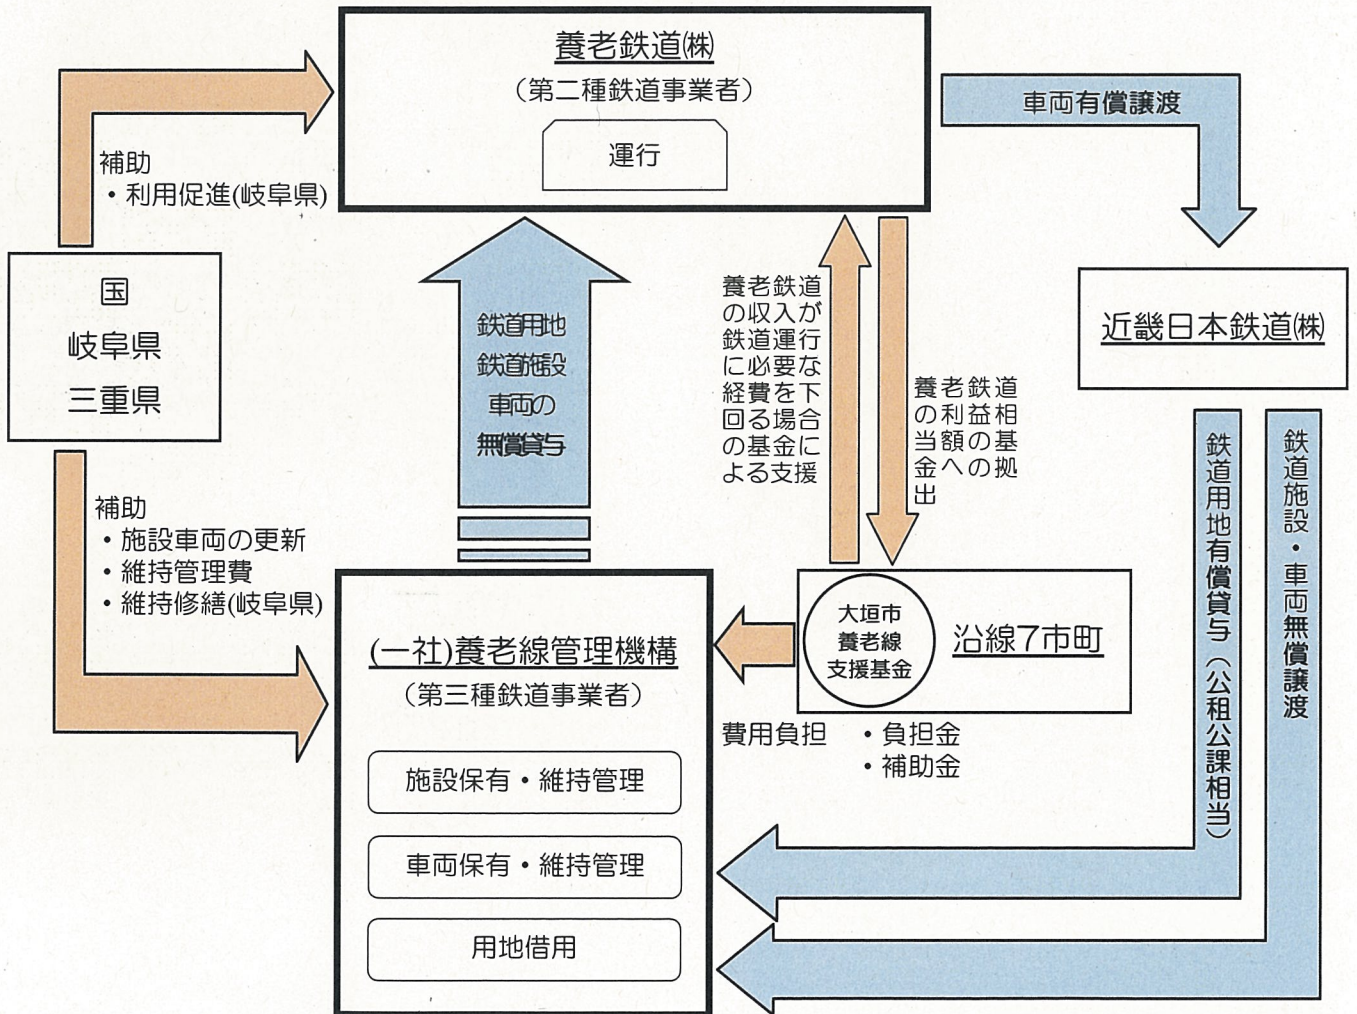 養老鉄道㈱
（第二種鉄道事業者）
運行
車両有償譲渡
補助
・利用促進(岐阜県)
国
岐阜県
三重県
鉄道用地
鉄道施設
車両の
無償貸与
養老鉄道
の収入が
鉄道運行
に必要な
経費を下
回る場合
の基金に
よる支援
養老鉄道
の利益相
当額の基
金への拠
出
近畿日本鉄道㈱
鉄道用地有償貸与（公租公課相当）
鉄道施設・車両無償譲渡
補助
・施設車両の更新
・維持管理費
・維持修繕(岐阜県)
(一社)養老線管理機構
（第三種鉄道事業者）
施設保有・維持管理
車両保有・維持管理
用地借用
大垣市
養老線
支援基金
沿線７市町
費用負担 ・負担金
・補助金